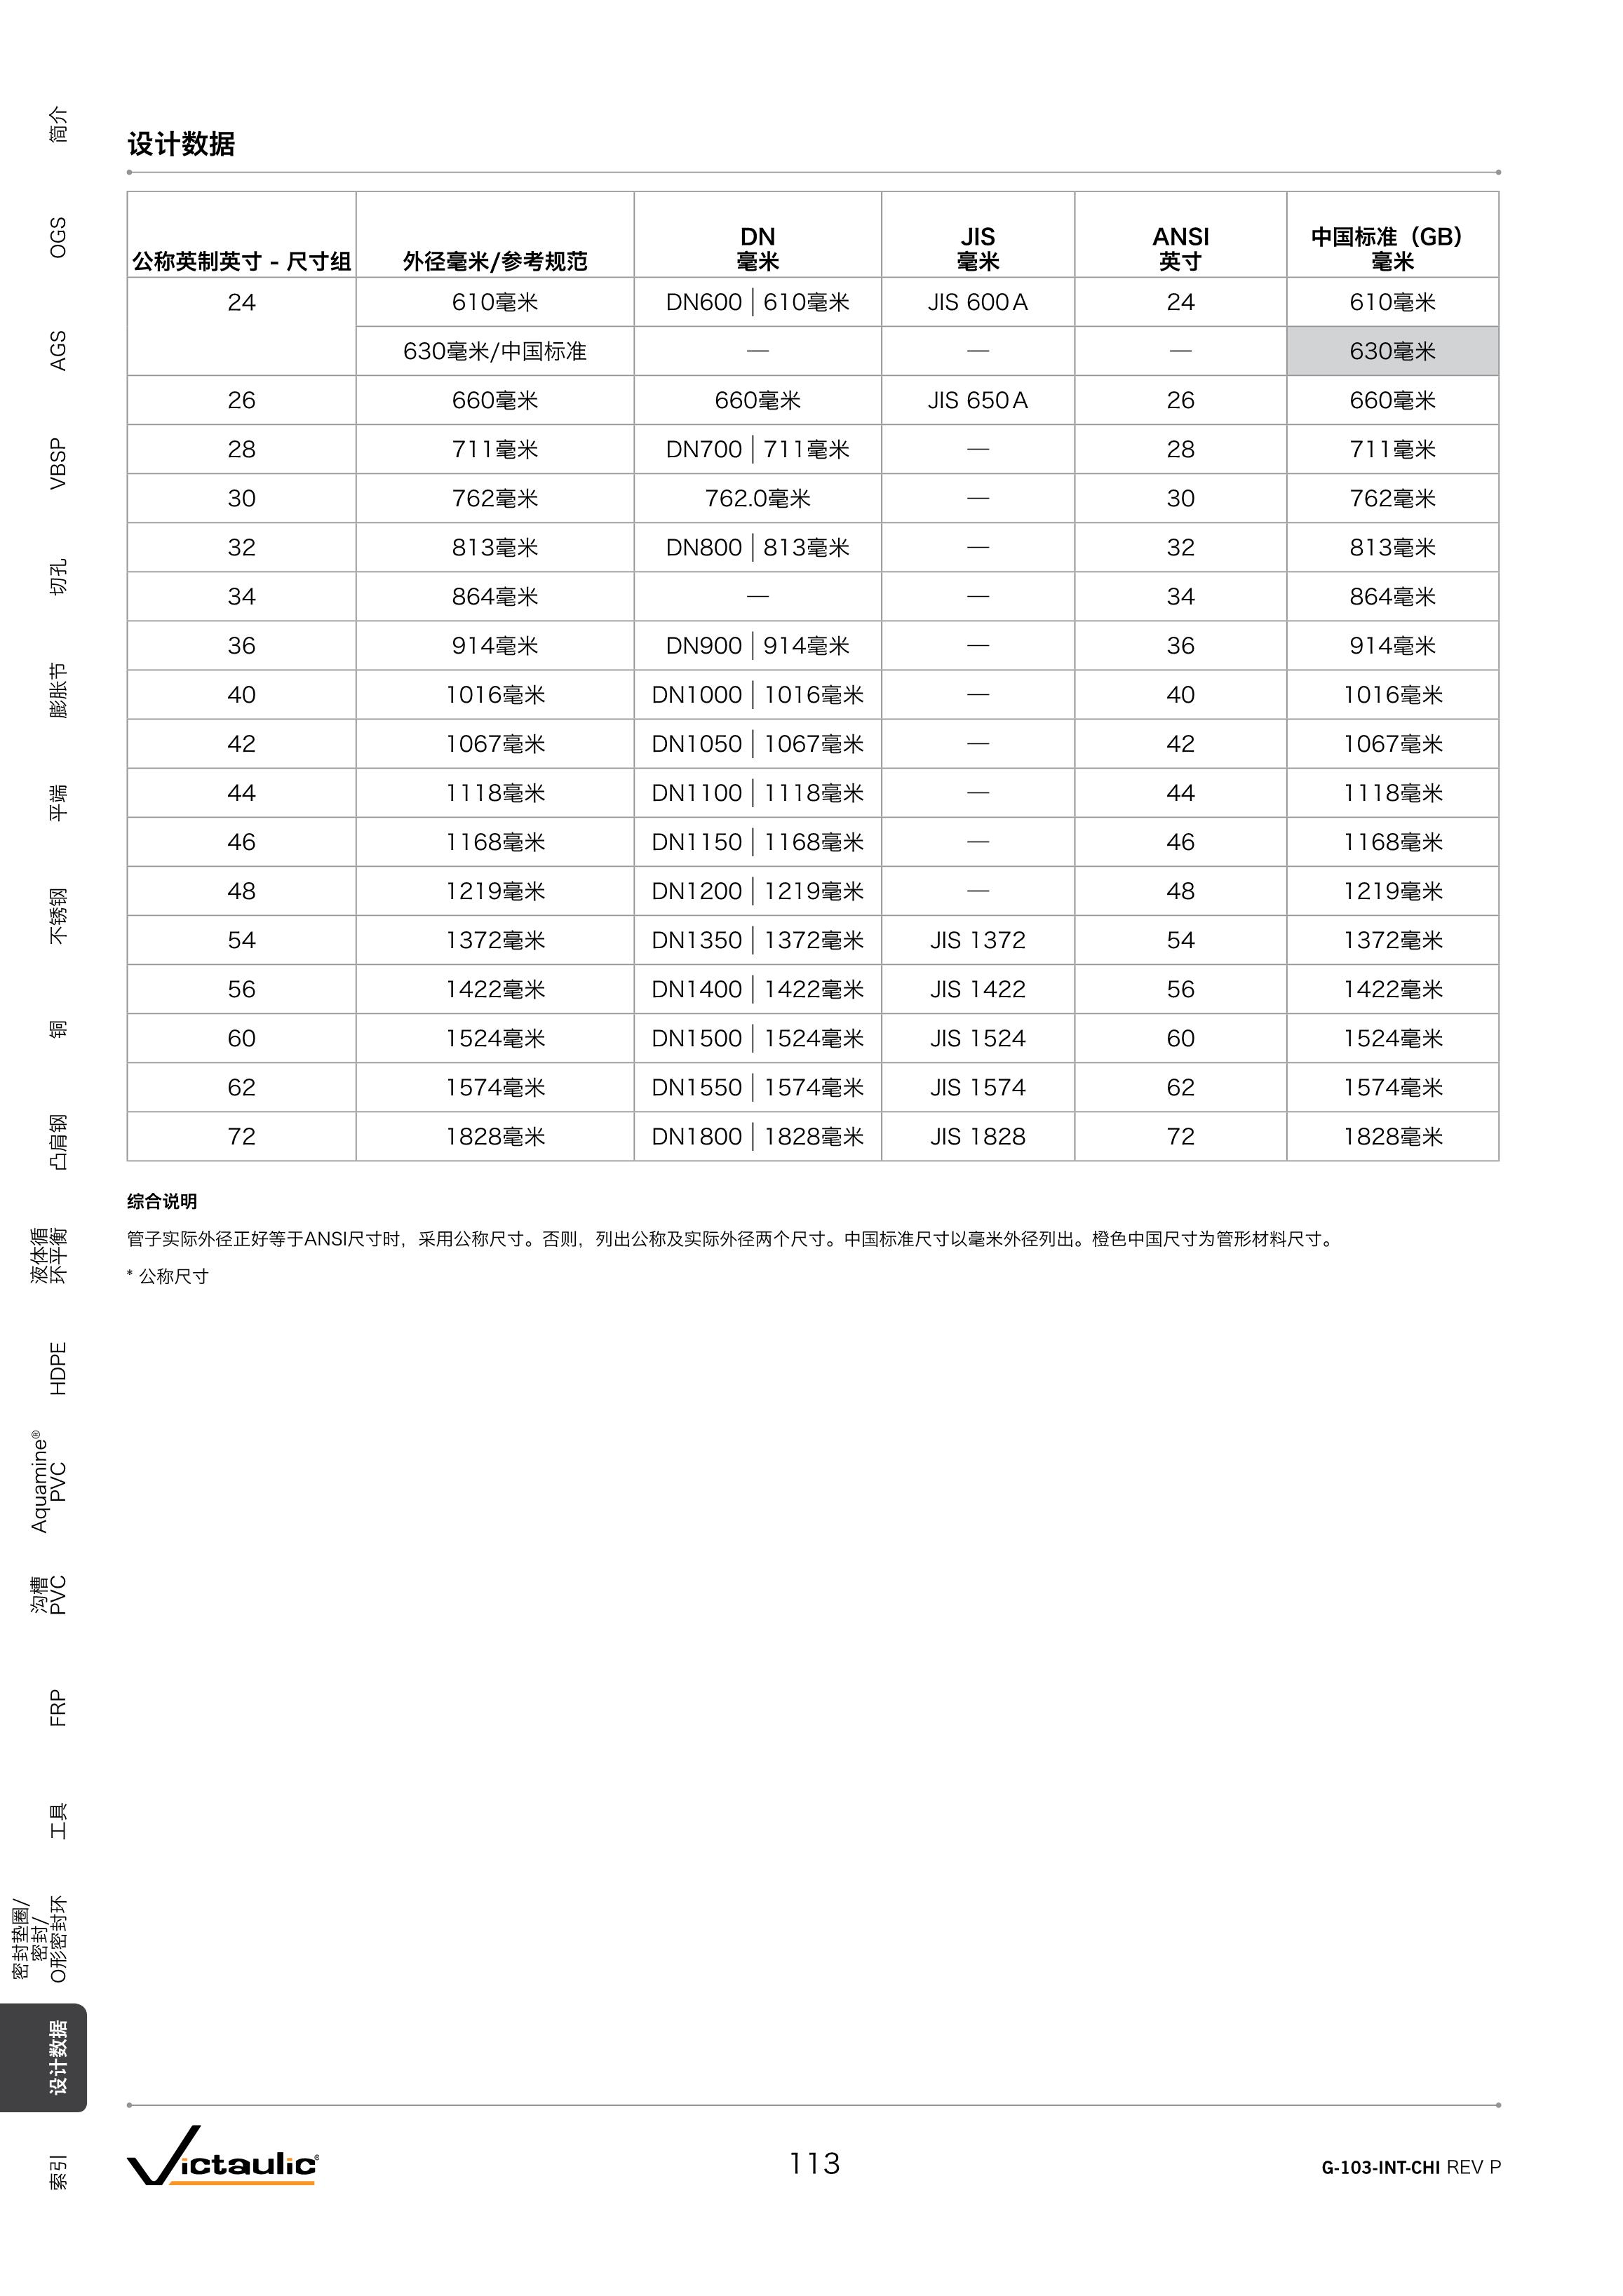 设计数据
公称英制英寸 - 尺寸组 外径毫米/参考规范 DN 毫米 JIS 毫米 ANSI 英寸 中国标准（GB） 毫米
24 610毫米 DN600 | 610毫米 JIS 600 A 24 610毫米
630毫米/中国标准 — — — 630毫米
26 660毫米 660毫米 JIS 650 A 26 660毫米
28 711毫米 DN700 | 711毫米 — 28 711毫米
30 762毫米 762.0毫米 — 30 762毫米
32 813毫米 DN800 | 813毫米 — 32 813毫米
34 864毫米 — — 34 864毫米
36 914毫米 DN900 | 914毫米 — 36 914毫米
40 1016毫米 DN1000 | 1016毫米 — 40 1016毫米
42 1067毫米 DN1050 | 1067毫米 — 42 1067毫米
44 1118毫米 DN1100 | 1118毫米 — 44 1118毫米
46 1168毫米 DN1150 | 1168毫米 — 46 1168毫米
48 1219毫米 DN1200 | 1219毫米 — 48 1219毫米
54 1372毫米 DN1350 | 1372毫米 JIS 1372 54 1372毫米
56 1422毫米 DN1400 | 1422毫米 JIS 1422 56 1422毫米
60 1524毫米 DN1500 | 1524毫米 JIS 1524 60 1524毫米
62 1574毫米 DN1550 | 1574毫米 JIS 1574 62 1574毫米
72 1828毫米 DN1800 | 1828毫米 JIS 1828 72 1828毫米
综合说明
管子实际外径正好等于ANSI尺寸时，采用公称尺寸。否则，列出公称及实际外径两个尺寸。中国标准尺寸以毫米外径列出。橙色中国尺寸为管形材料尺寸。
* 公称尺寸
简介
OGS
AGS
VBSP
切孔
膨胀节
平端
不锈钢
铜
凸肩钢
液体循
环平衡
HDPE
Aquamine®
PVC
沟槽
PVC
FRP
工具
密封垫圈/
密封/
O形密封环
设计数据
索引
Victaulic®
113
G-103-INT-CHI REV P